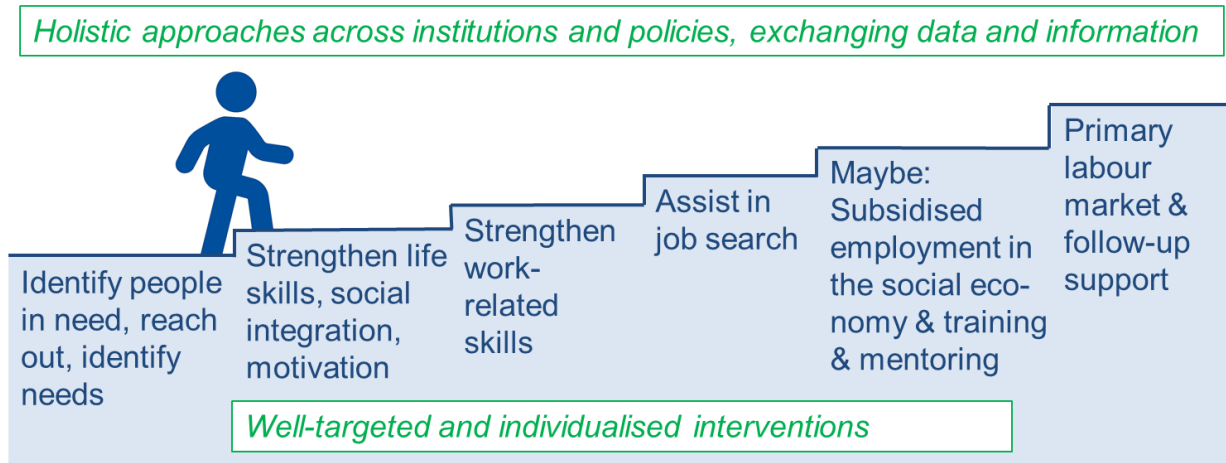 Holistic approaches across institutions and policies, exchanging data and information
Identify people
in need, reach
out, identify
needs
Strengthen life
skills, social
integration,
motivation
Strengthen
work-
related
skills
Assist in
job search
Maybe:
Subsidised
employment in
the social eco-
nomy & training
& mentoring
Primary
labour
market &
follow-up
support
Well-targeted and individualised interventions